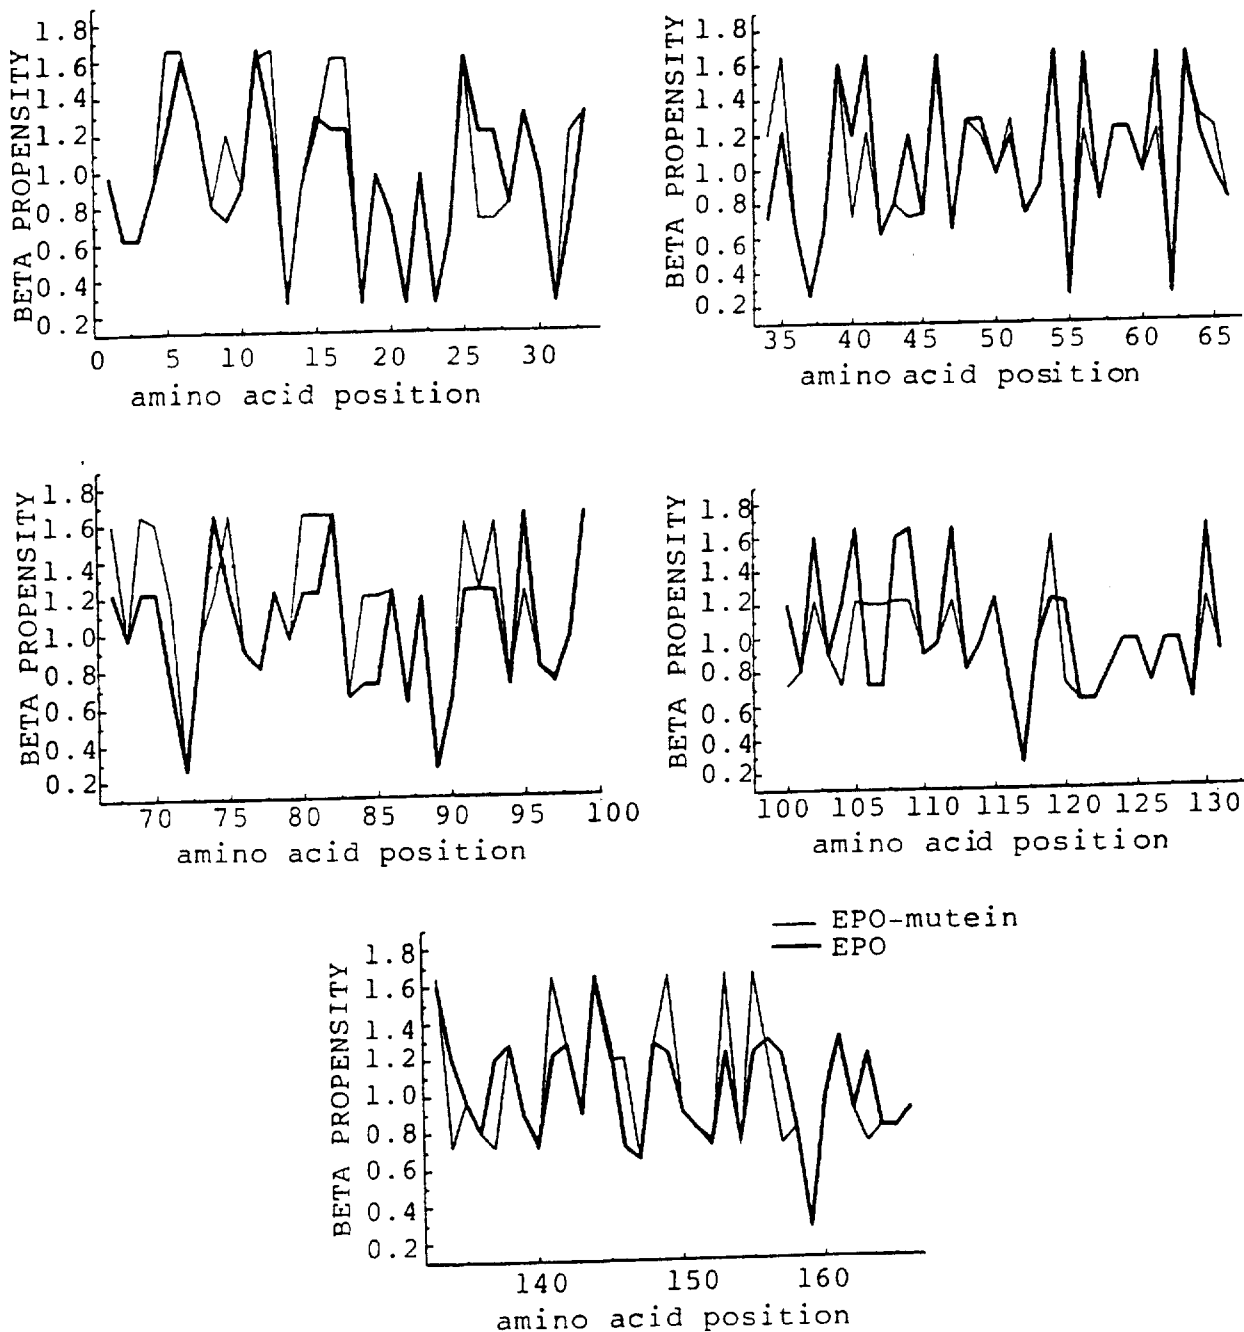 BETA PROPENSITY
1.8
1.6
1.4
1.2
1.0
0.8
0.6
0.4
0.2
0 5 10 15 20 25 30
amino acid position
BETA PROPENSITY
1.8
1.6
1.4
1.2
1.0
0.8
0.6
0.4
0.2
35 40 45 50 55 60 65
amino acid position
BETA PROPENSITY
1.8
1.6
1.4
1.2
1.0
0.8
0.6
0.4
0.2
70 75 80 85 90 95 100
amino acid position
BETA PROPENSITY
1.8
1.6
1.4
1.2
1.0
0.8
0.6
0.4
0.2
100 105 110 115 120 125 130
amino acid position
EPO-mutein
EPO
BETA PROPENSITY
1.8
1.6
1.4
1.2
1.0
0.8
0.6
0.4
0.2
140 150 160
amino acid position